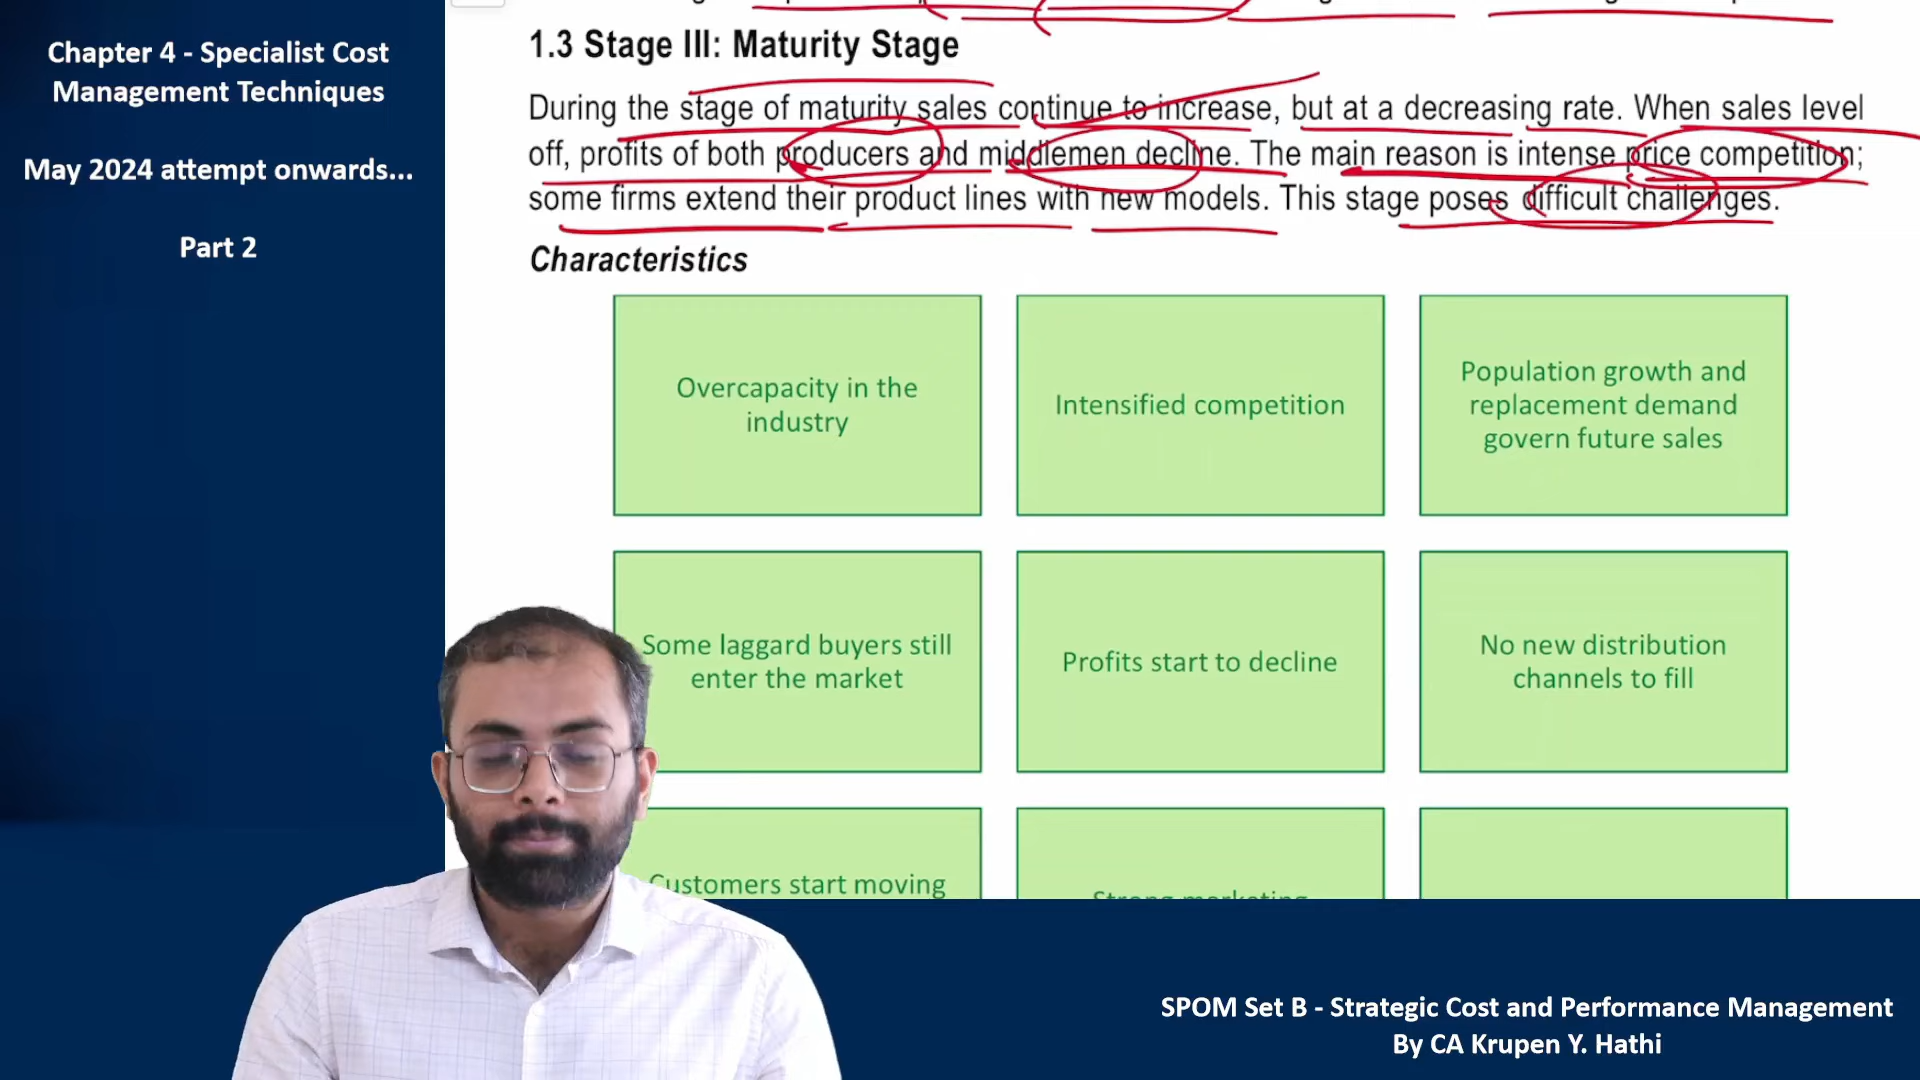 Chapter 4 - Specialist Cost
Management Techniques
May 2024 attempt onwards...
Part 2
1.3 Stage III: Maturity Stage
During the stage of maturity sales continue to increase, but at a decreasing rate. When sales level
off, profits of both producers and middlemen decline. The main reason is intense price competition;
some firms extend their product lines with new models. This stage poses difficult challenges.
Characteristics
Overcapacity in the
industry
Intensified competition
Population growth and
replacement demand
govern future sales
Some laggard buyers still
enter the market
Profits start to decline
No new distribution
channels to fill
Customers start moving
Strong marketing
SPOM Set B - Strategic Cost and Performance Management
By CA Krupen Y. Hathi